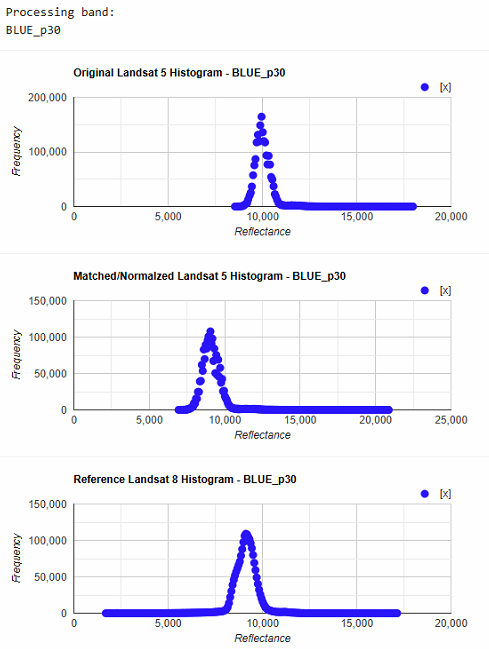 Processing band:
BLUE_p30
Original Landsat 5 Histogram - BLUE_p30
[x]
200,000
100,000
0
Frequency
0 5,000 10,000 15,000 20,000
Reflectance
Matched/Normalzed Landsat 5 Histogram - BLUE_p30
[x]
150,000
100,000
50,000
0
Frequency
0 5,000 10,000 15,000 20,000 25,000
Reflectance
Reference Landsat 8 Histogram - BLUE_p30
[x]
150,000
100,000
50,000
0
Frequency
0 5,000 10,000 15,000 20,000
Reflectance